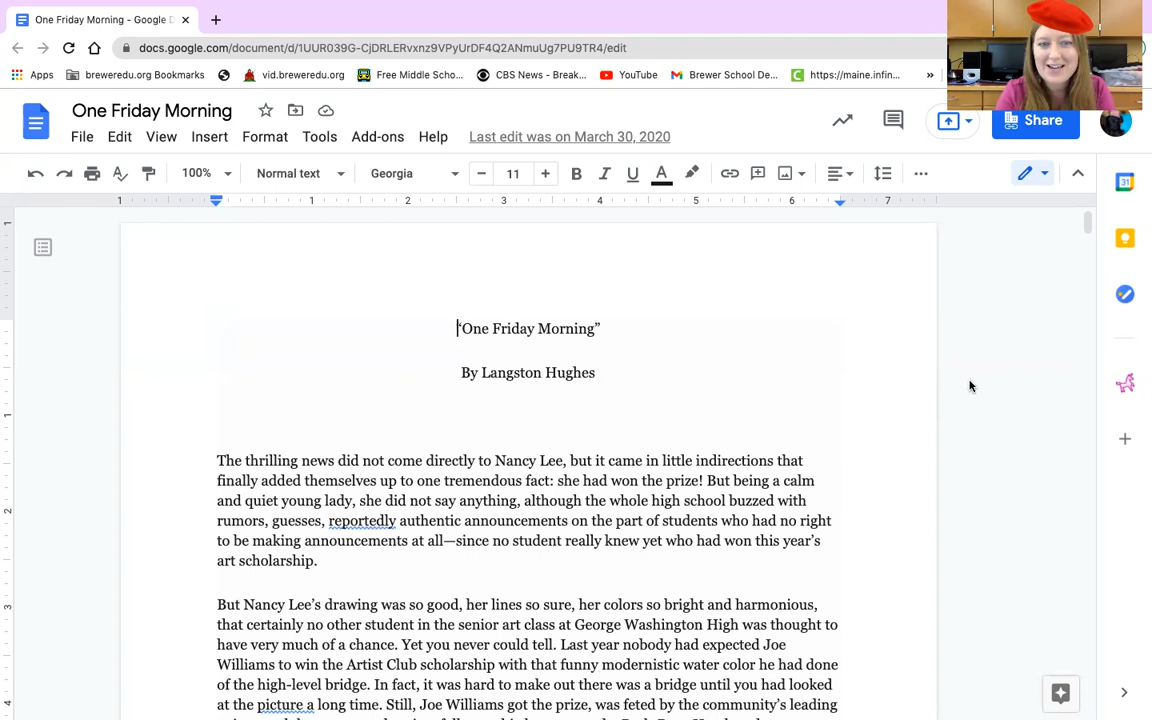 One Friday Morning - Google D
docs.google.com/document/d/1UUR039G-CjDRLERvxnz9VPyUrDF4Q2ANmuUg7PU9TR4/edit
Apps breweredu.org Bookmarks vid.breweredu.org Free Middle Scho... CBS News - Break... YouTube Brewer School De... https://maine.infin... »
One Friday Morning
File Edit View Insert Format Tools Add-ons Help Last edit was on March 30, 2020
Share
100% Normal text Georgia 11 B I U A
1 1 2 3 4 5 6 7
"One Friday Morning”
By Langston Hughes
The thrilling news did not come directly to Nancy Lee, but it came in little indirections that
finally added themselves up to one tremendous fact: she had won the prize! But being a calm
and quiet young lady, she did not say anything, although the whole high school buzzed with
rumors, guesses, reportedly authentic announcements on the part of students who had no right
to be making announcements at all—since no student really knew yet who had won this year’s
art scholarship.
But Nancy Lee’s drawing was so good, her lines so sure, her colors so bright and harmonious,
that certainly no other student in the senior art class at George Washington High was thought to
have very much of a chance. Yet you never could tell. Last year nobody had expected Joe
Williams to win the Artist Club scholarship with that funny modernistic water color he had done
of the high-level bridge. In fact, it was hard to make out there was a bridge until you had looked
at the picture a long time. Still, Joe Williams got the prize, was feted by the community’s leading